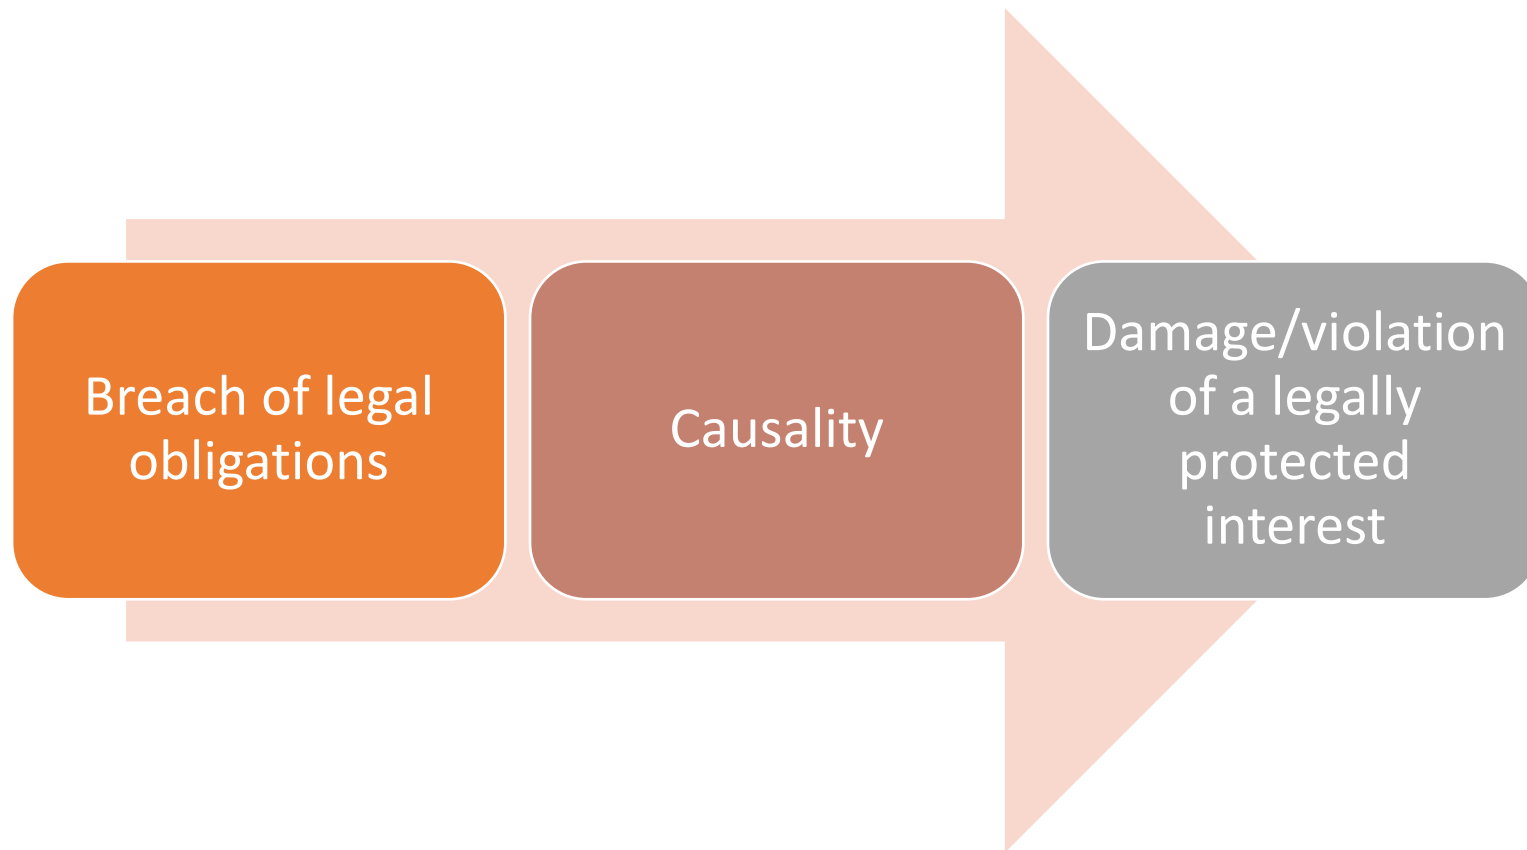 Breach of legal
obligations
Causality
Damage/violation
of a legally
protected
interest